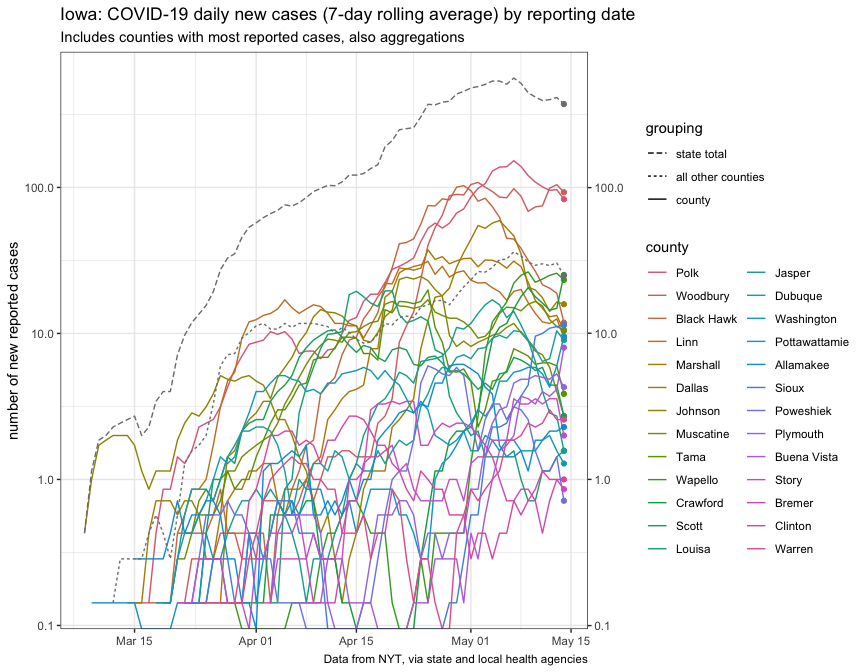 Iowa: COVID-19 daily new cases (7-day rolling average) by reporting date
Includes counties with most reported cases, also aggregations
number of new reported cases
100.0
10.0
1.0
0.1
100.0
10.0
1.0
0.1
Mar 15
Apr 01
Apr 15
May 01
May 15
Data from NYT, via state and local health agencies
grouping
state total
all other counties
county
county
Polk
Woodbury
Black Hawk
Linn
Marshall
Dallas
Johnson
Muscatine
Tama
Wapello
Crawford
Scott
Louisa
Jasper
Dubuque
Washington
Pottawattamie
Allamakee
Sioux
Poweshiek
Plymouth
Buena Vista
Story
Bremer
Clinton
Warren